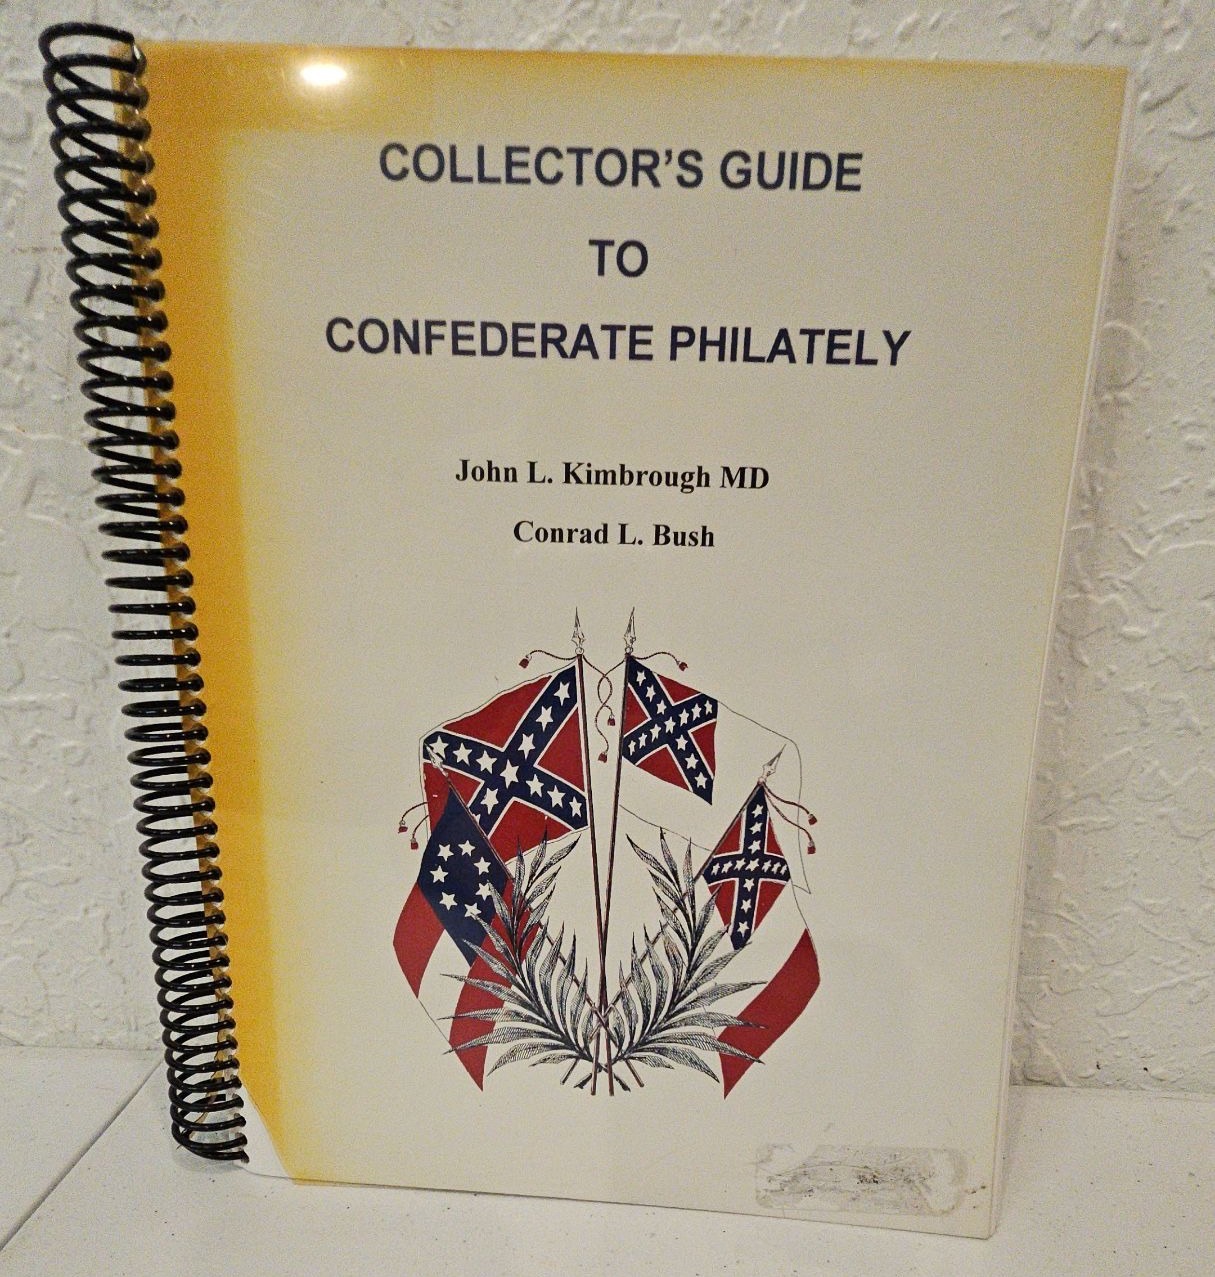 COLLECTOR'S GUIDE
TO
CONFEDERATE PHILATELY
John L. Kimbrough MD
Conrad L. Bush